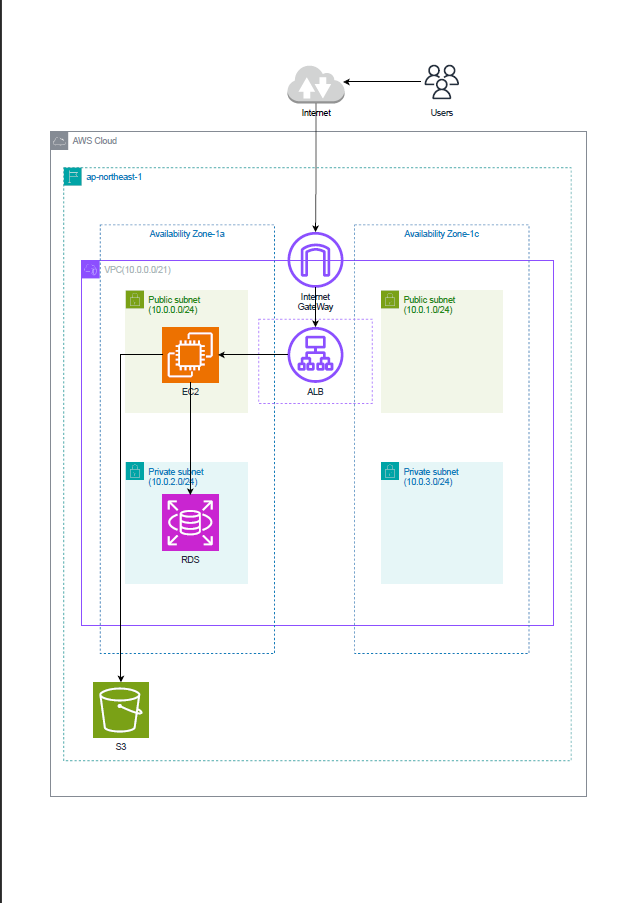 Internet
Users
AWS Cloud
ap-northeast-1
Availability Zone-1a
Availability Zone-1c
VPC(10.0.0.0/21)
Internet
GateWay
Public subnet
(10.0.0.0/24)
Public subnet
(10.0.1.0/24)
EC2
ALB
Private subnet
(10.0.2.0/24)
Private subnet
(10.0.3.0/24)
RDS
S3